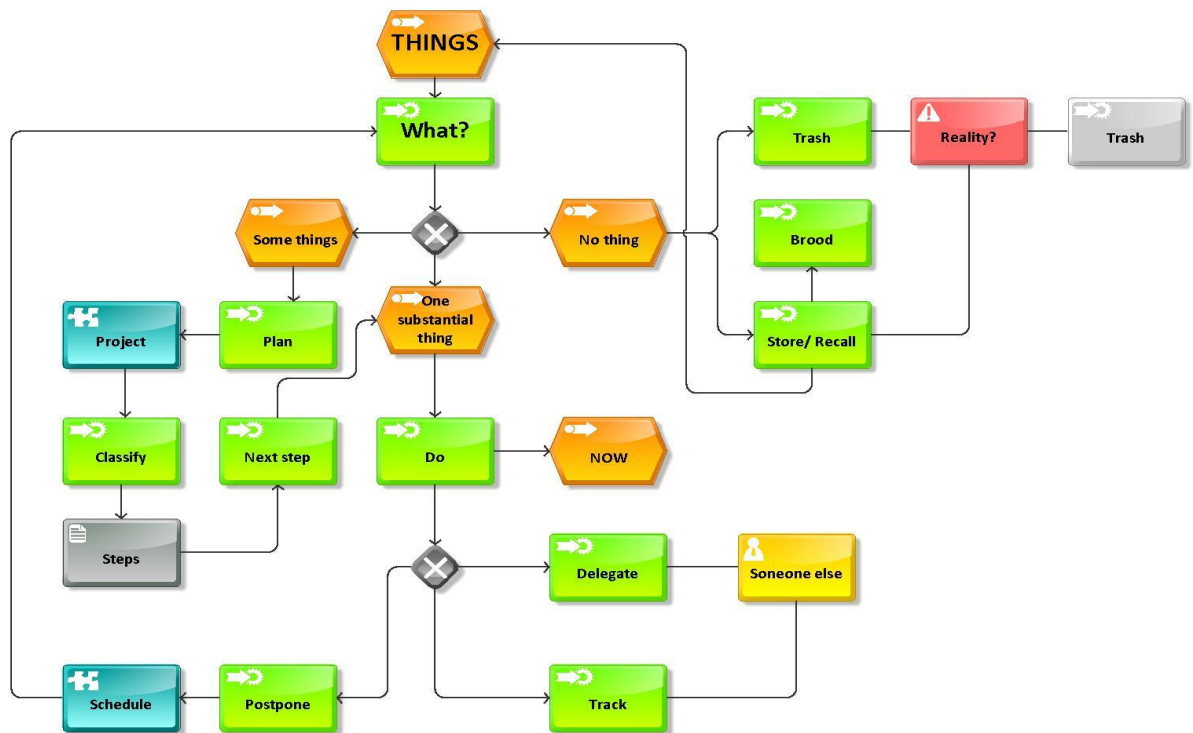 THINGS
What?
Trash
Reality?
Trash
Some things
No thing
Brood
One
substantial
thing
Project
Plan
Store/ Recall
Classify
Next step
Do
NOW
Steps
Delegate
Soneone else
Schedule
Postpone
Track